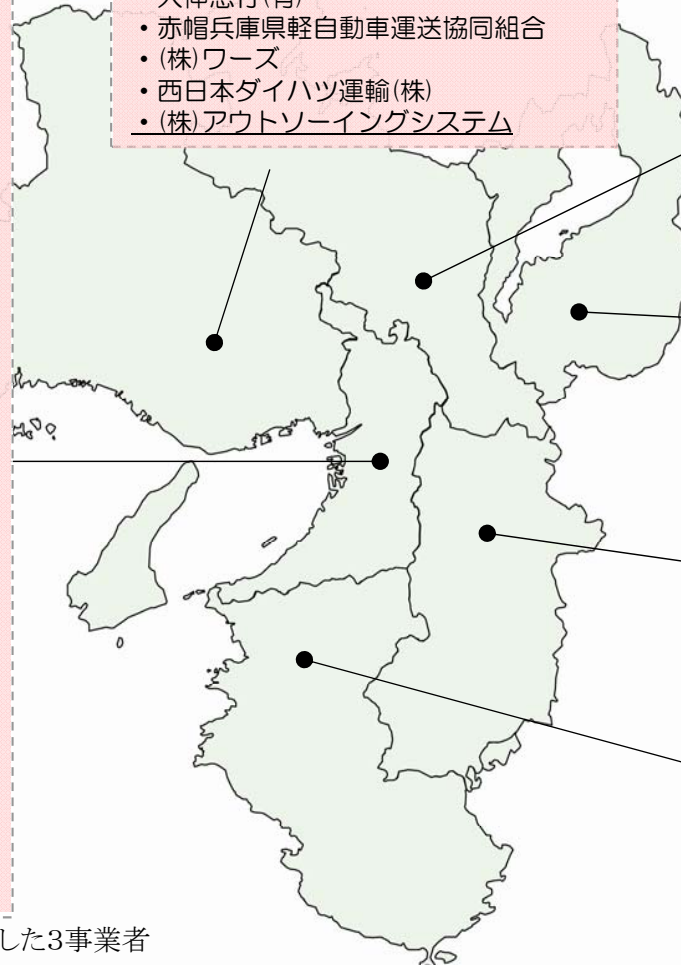 ・赤帽兵庫県軽自動車運送協同組合
・(株)ワーズ
・西日本ダイハツ運輸(株)
・(株)アウトソーイングシステム
した3事業者